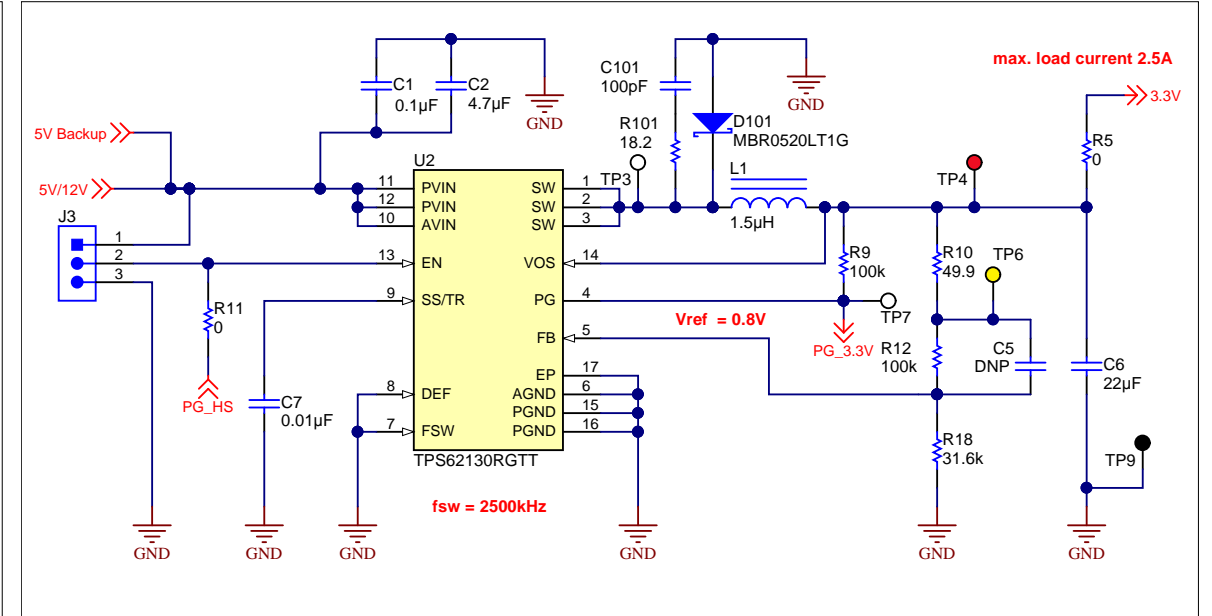 max. load current 2.5A
3.3V
5V Backup
5V/12V
J3
1
2
3
C1
0.1µF
C2
4.7µF
GND
C101
100pF
GND
R101
18.2
D101
MBR0520LT1G
TP3
L1
1.5µH
TP4
R5
0
U2
11
12
10
13
9
8
7
PVIN
PVIN
AVIN
EN
SS/TR
DEF
FSW
SW
SW
SW
VOS
PG
FB
EP
AGND
PGND
PGND
1
2
3
14
4
5
17
6
15
16
TPS62130RGTT
fsw = 2500kHz
R11
0
PG_HS
C7
0.01µF
R9
100k
TP7
PG_3.3V
Vref = 0.8V
R10
49.9
TP6
R12
100k
C5
DNP
C6
22µF
R18
31.6k
TP9
GND
GND
GND
GND
GND
GND